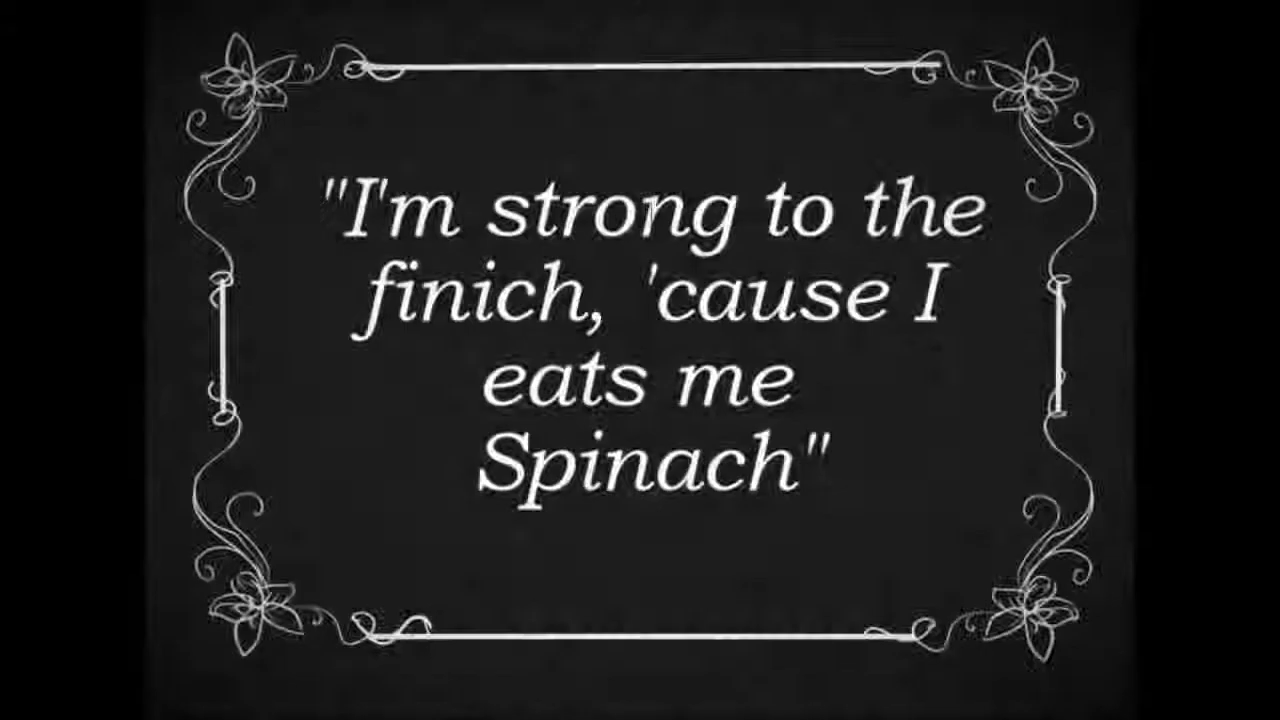 "I'm strong to the
finich, 'cause I
eats me
Spinach"